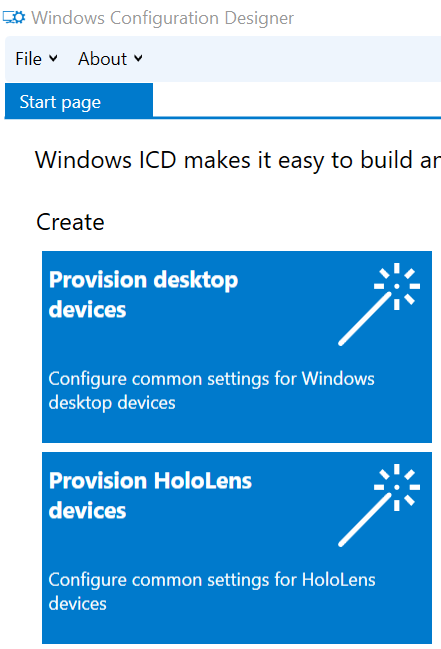 Windows Configuration Designer
File About
Start page
Windows ICD makes it easy to build an
Create
Provision desktop
devices
Configure common settings for Windows
desktop devices
Provision HoloLens
devices
Configure common settings for HoloLens
devices